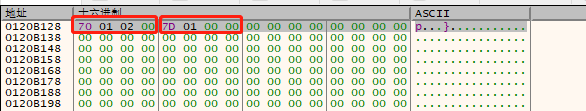 地址 十六进制 ASCII
0120B128 70 01 02 00 7D 01 00 00 00 00 00 00 00 00 00 00 p...}...........
0120B138 00 00 00 00 00 00 00 00 00 00 00 00 00 00 00 00 ................
0120B148 00 00 00 00 00 00 00 00 00 00 00 00 00 00 00 00 ................
0120B158 00 00 00 00 00 00 00 00 00 00 00 00 00 00 00 00 ................
0120B168 00 00 00 00 00 00 00 00 00 00 00 00 00 00 00 00 ................
0120B178 00 00 00 00 00 00 00 00 00 00 00 00 00 00 00 00 ................
0120B188 00 00 00 00 00 00 00 00 00 00 00 00 00 00 00 00 ................
0120B198 00 00 00 00 00 00 00 00 00 00 00 00 00 00 00 00 ................